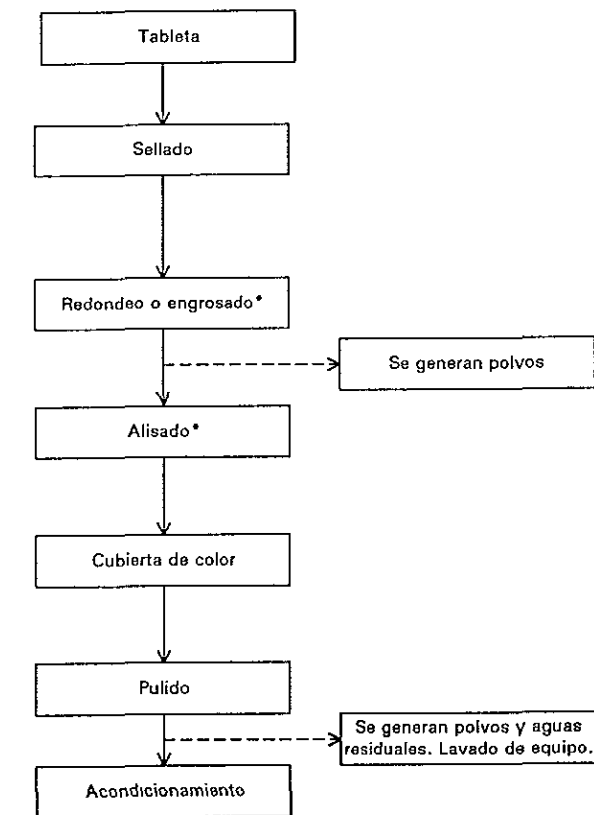 Tableta
Sellado
Redondeo o engrosado*
Se generan polvos
Alisado*
Cubierta de color
Pulido
Se generan polvos y aguas
residuales. Lavado de equipo.
Acondicionamiento